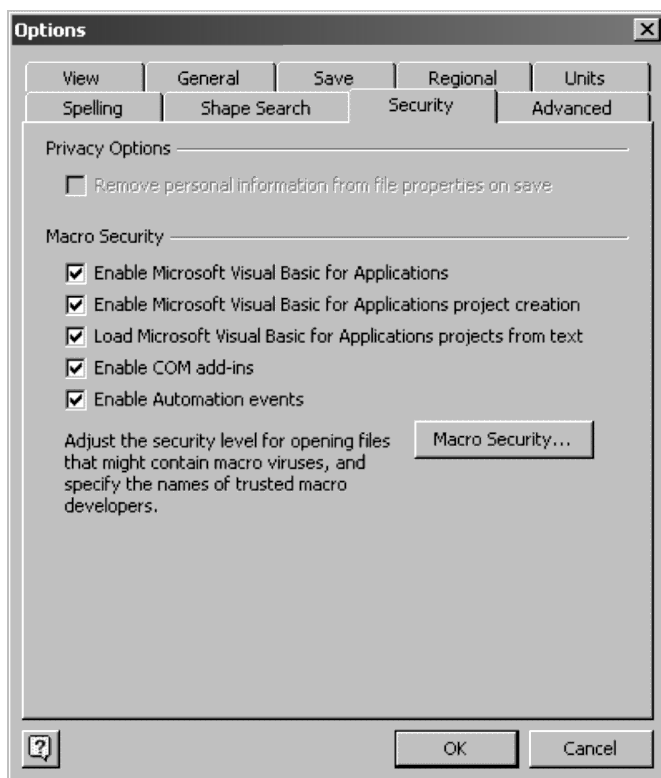 Options
View General Save Regional Units
Spelling Shape Search Security Advanced
Privacy Options
Remove personal information from file properties on save
Macro Security
Enable Microsoft Visual Basic for Applications
Enable Microsoft Visual Basic for Applications project creation
Load Microsoft Visual Basic for Applications projects from text
Enable COM add-ins
Enable Automation events
Adjust the security level for opening files
that might contain macro viruses, and
specify the names of trusted macro
developers.
Macro Security...
OK Cancel